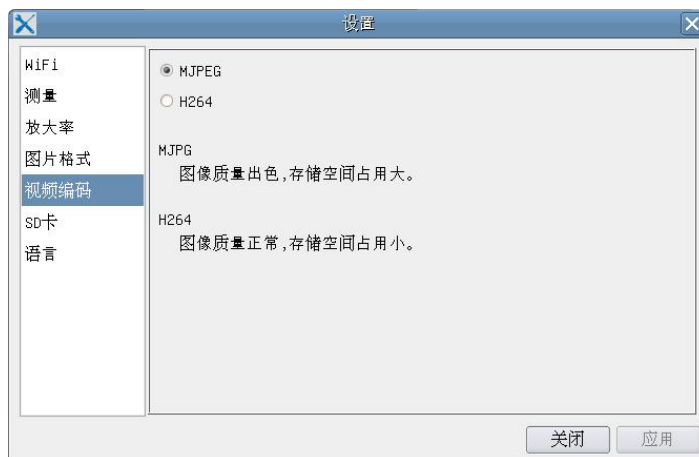 设置
WiFi
测量
放大率
图片格式
视频编码
SD卡
语言
MJPEG
H264
MJPG
图像质量出色,存储空间占用大。
H264
图像质量正常,存储空间占用小。
关闭
应用